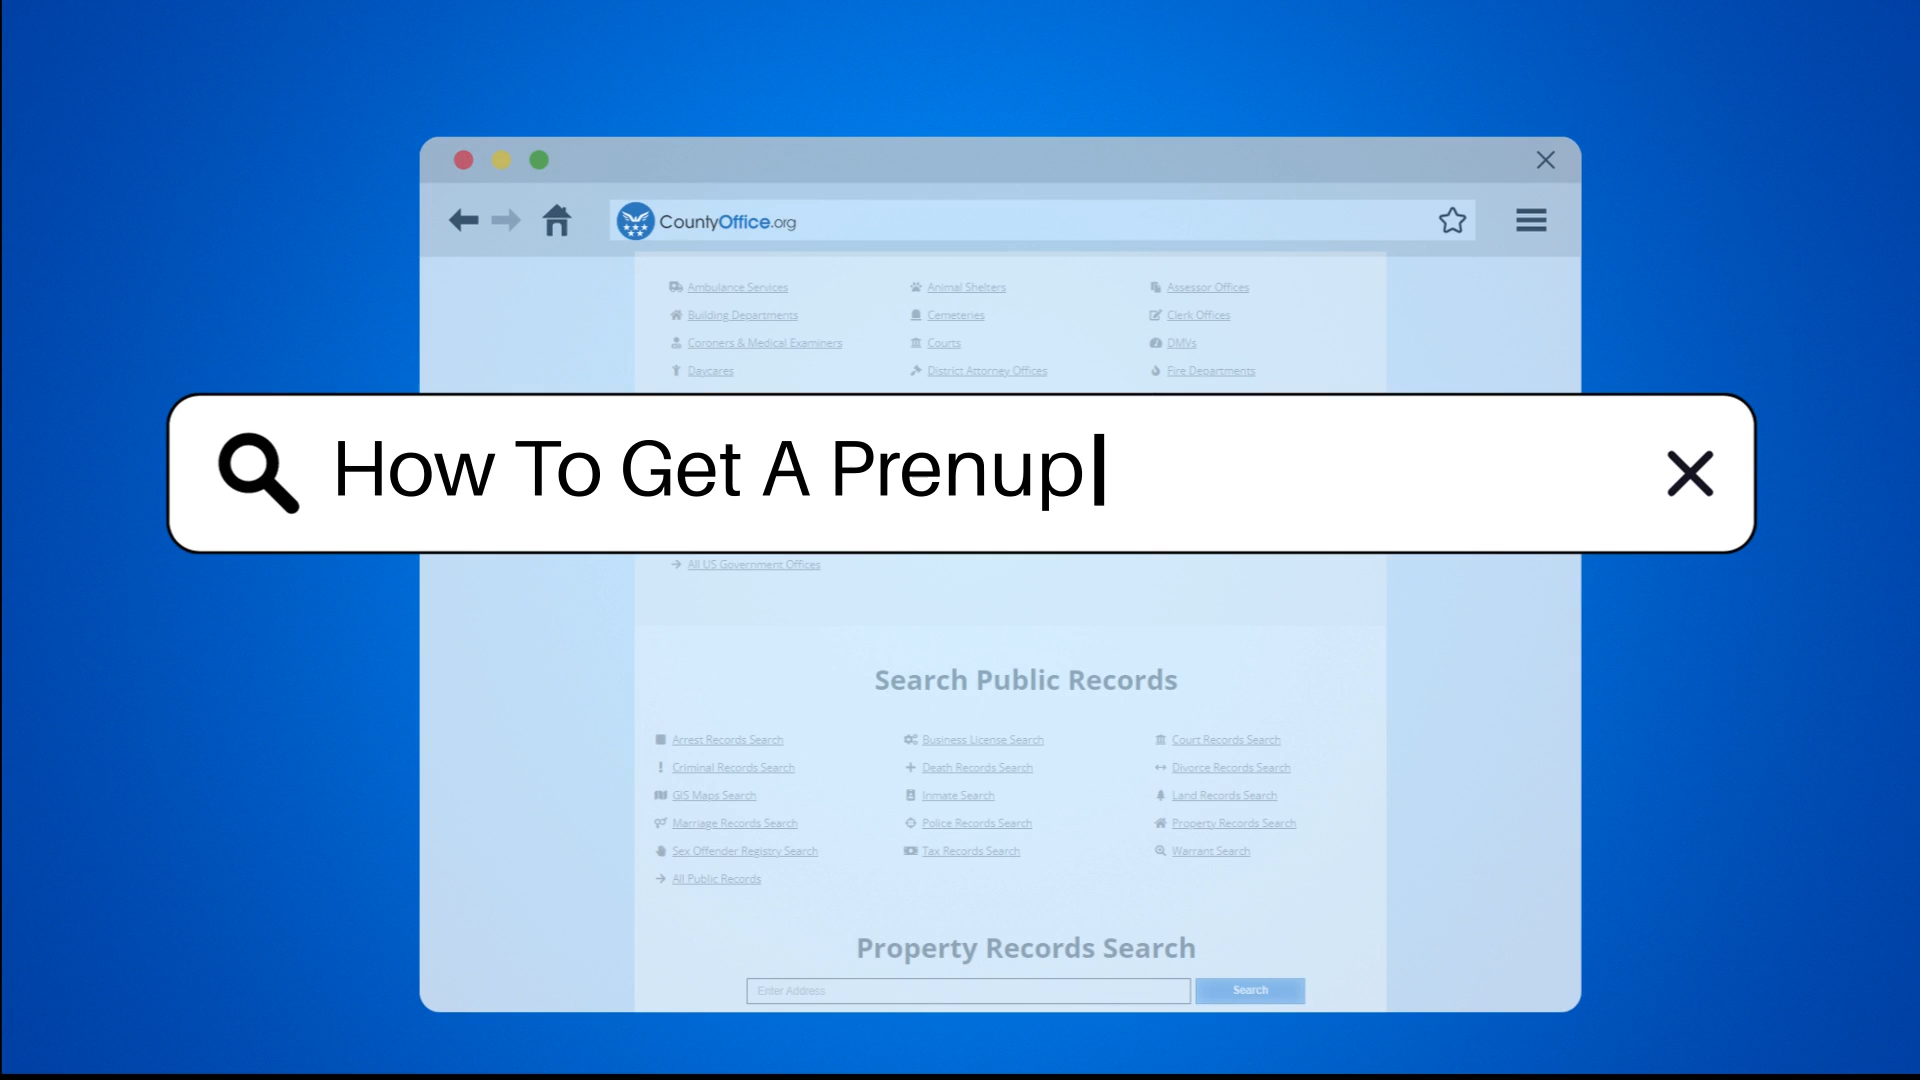 CountyOffice.org
Ambulance Services Animal Shelters Assessor Offices
Building Departments Cemeteries Clerk Offices
Coroners & Medical Examiners Courts DMVs
Daycares District Attorney Offices Fire Departments
How To Get A Prenup
All US Government Offices
Search Public Records
Arrest Records Search Business License Search Court Records Search
Criminal Records Search Death Records Search Divorce Records Search
GIS Maps Search Inmate Search Land Records Search
Marriage Records Search Police Records Search Property Records Search
Sex Offender Registry Search Tax Records Search Warrant Search
All Public Records
Property Records Search
Enter Address Search